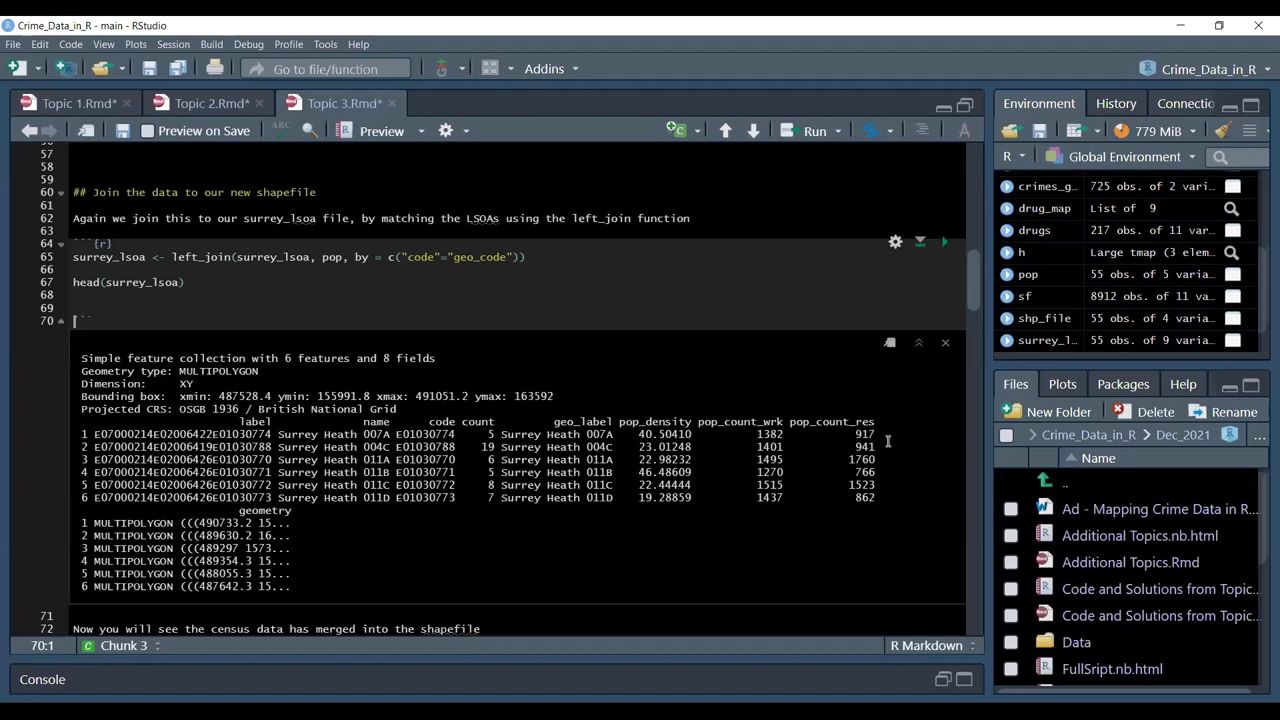 Crime_Data_in_R - main - RStudio
File Edit Code View Plots Session Build Debug Profile Tools Help
Go to file/function Addins Crime_Data_in_R
Topic 1.Rmd* Topic 2.Rmd* Topic 3.Rmd*
Preview on Save ABC Preview Run
56
57
58
59
60 ## Join the data to our new shapefile
61
62 Again we join this to our surrey_lsoa file, by matching the LSOAs using the left_join function
63
64 ```{r}
65 surrey_lsoa <- left_join(surrey_lsoa, pop, by = c("code"="geo_code"))
66
67 head(surrey_lsoa)
68
69
70 ```
Simple feature collection with 6 features and 8 fields
Geometry type: MULTIPOLYGON
Dimension: XY
Bounding box: xmin: 487528.4 ymin: 155991.8 xmax: 491051.2 ymax: 163592
Projected CRS: OSGB 1936 / British National Grid
label name code count geo_label pop_density pop_count_wrk pop_count_res
1 E07000214E02006422E01030774 Surrey Heath 007A E01030774 5 Surrey Heath 007A 40.50410 1382 917
2 E07000214E02006419E01030788 Surrey Heath 004C E01030788 19 Surrey Heath 004C 23.01248 1401 941
3 E07000214E02006426E01030770 Surrey Heath 011A E01030770 6 Surrey Heath 011A 22.98232 1495 1760
4 E07000214E02006426E01030771 Surrey Heath 011B E01030771 5 Surrey Heath 011B 46.48609 1270 766
5 E07000214E02006426E01030772 Surrey Heath 011C E01030772 8 Surrey Heath 011C 22.44444 1515 1523
6 E07000214E02006426E01030773 Surrey Heath 011D E01030773 7 Surrey Heath 011D 19.28859 1437 862
geometry
1 MULTIPOLYGON (((490733.2 15...
2 MULTIPOLYGON (((489630.2 16...
3 MULTIPOLYGON (((489297 1573...
4 MULTIPOLYGON (((489354.3 15...
5 MULTIPOLYGON (((488055.3 15...
6 MULTIPOLYGON (((487642.3 15...
71
72 Now you will see the census data has merged into the shapefile
70:1 Chunk 3 R Markdown
Console
Environment History Connectio
779 MiB
R Global Environment
crimes_g… 725 obs. of 2 vari…
drug_map List of 9
drugs 217 obs. of 11 var…
h Large tmap (3 elem…
pop 55 obs. of 5 varia…
sf 8912 obs. of 11 va…
shp_file 55 obs. of 4 varia…
surrey_l… 55 obs. of 9 varia…
Files Plots Packages Help
New Folder Delete Rename
Crime_Data_in_R Dec_2021 ...
Name
..
Ad - Mapping Crime Data in R...
Additional Topics.nb.html
Additional Topics.Rmd
Code and Solutions from Topic...
Code and Solutions from Topic...
Data
FullSript.nb.html